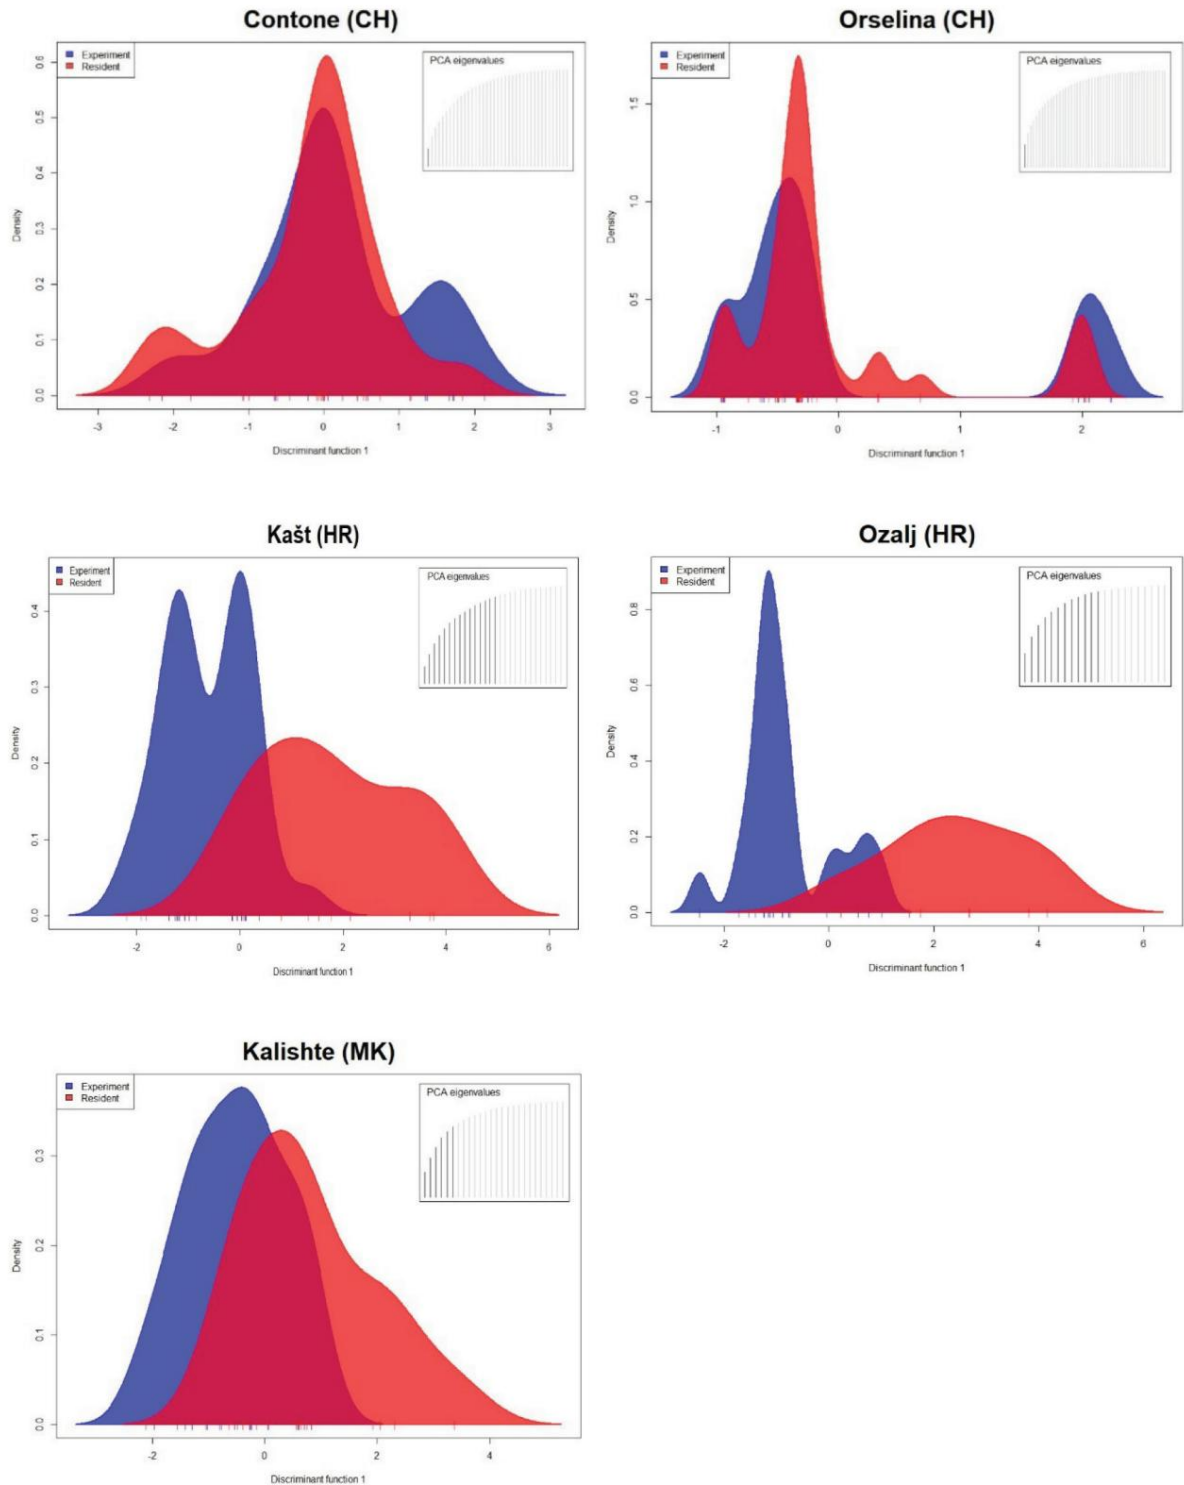 Contone (CH)
Experiment
Resident
PCA eigenvalues
0.6
0.5
0.4
0.3
0.2
0.1
0.0
Density
-3 -2 -1 0 1 2 3
Discriminant function 1
Orselina (CH)
Experiment
Resident
PCA eigenvalues
1.5
1.0
0.5
0.0
Density
-1 0 1 2
Discriminant function 1
Kašt (HR)
Experiment
Resident
PCA eigenvalues
0.4
0.3
0.2
0.1
0.0
Density
-2 0 2 4 6
Discriminant function 1
Ozalj (HR)
Experiment
Resident
PCA eigenvalues
0.8
0.6
0.4
0.2
0.0
Density
-2 0 2 4 6
Discriminant function 1
Kalishte (MK)
Experiment
Resident
PCA eigenvalues
0.3
0.2
0.1
0.0
Density
-2 0 2 4
Discriminant function 1